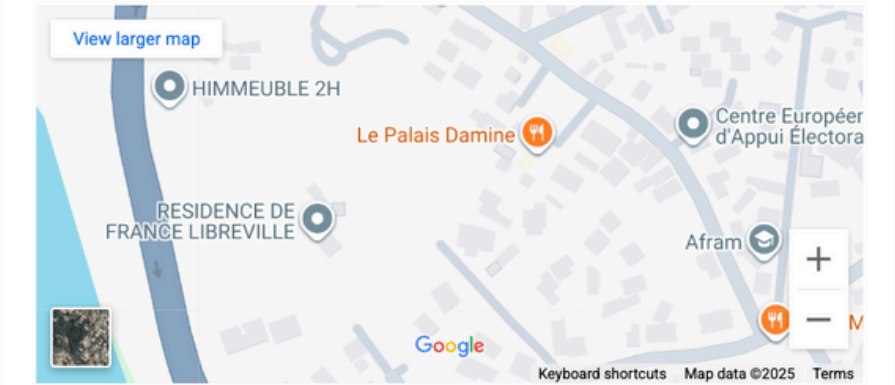 View larger map
HIMMEUBLE 2H
Le Palais Damine
Centre Européen
d'Appui Électora
RESIDENCE DE
FRANCE LIBREVILLE
Afram
+
−
M
Google
Keyboard shortcuts
Map data ©2025
Terms